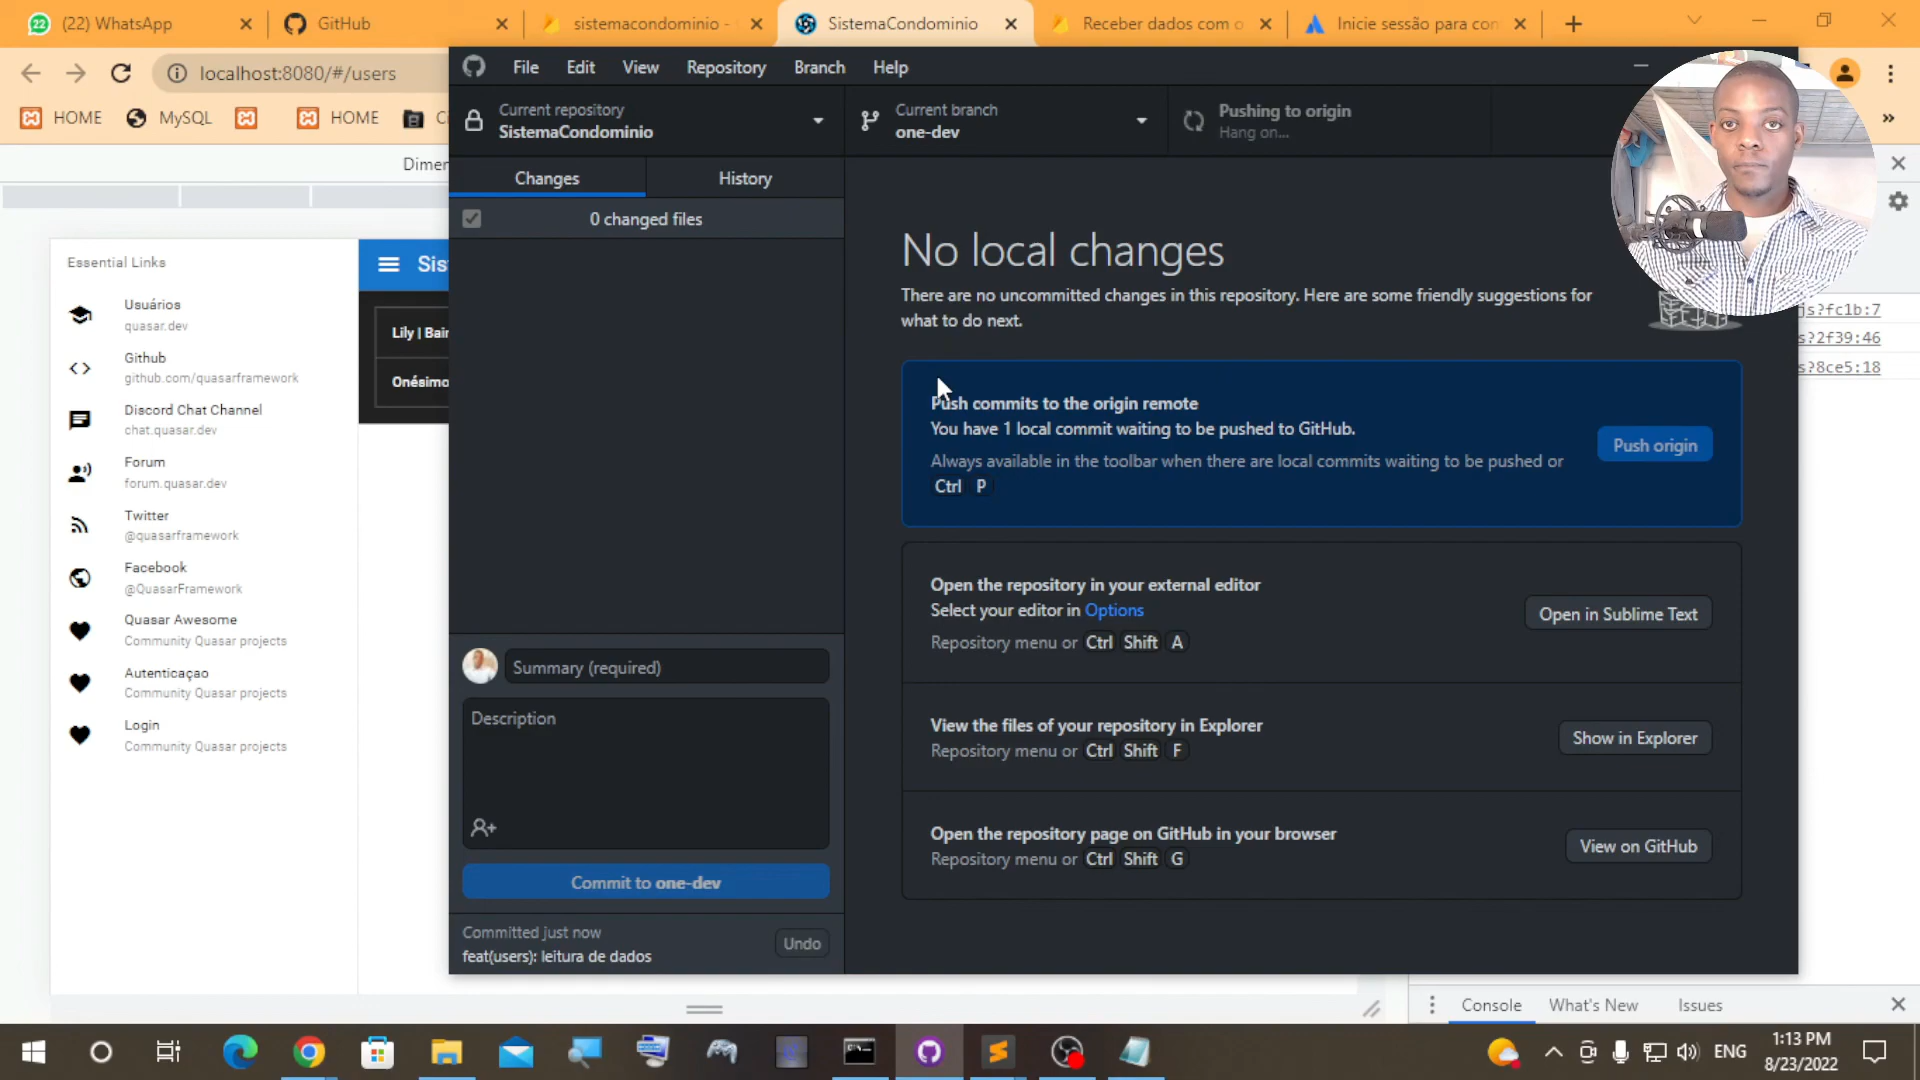 (22) WhatsApp
GitHub
sistemacondominio -
SistemaCondominio
Receber dados com o
Inicie sessão para con
localhost:8080/#/users
HOME
MySQL
HOME
File
Edit
View
Repository
Branch
Help
Current repository
SistemaCondominio
Current branch
one-dev
Pushing to origin
Hang on...
Changes
History
0 changed files
No local changes
There are no uncommitted changes in this repository. Here are some friendly suggestions for
what to do next.
Push commits to the origin remote
You have 1 local commit waiting to be pushed to GitHub.
Always available in the toolbar when there are local commits waiting to be pushed or
Ctrl P
Push origin
Open the repository in your external editor
Select your editor in Options
Repository menu or Ctrl Shift A
Open in Sublime Text
View the files of your repository in Explorer
Repository menu or Ctrl Shift F
Show in Explorer
Open the repository page on GitHub in your browser
Repository menu or Ctrl Shift G
View on GitHub
Summary (required)
Description
Commit to one-dev
Committed just now
feat(users): leitura de dados
Undo
Essential Links
Usuários
quasar.dev
Github
github.com/quasarframework
Discord Chat Channel
chat.quasar.dev
Forum
forum.quasar.dev
Twitter
@quasarframework
Facebook
@QuasarFramework
Quasar Awesome
Community Quasar projects
Autenticaçao
Community Quasar projects
Login
Community Quasar projects
Sis
Lily | Bair
Onésimo
js?fc1b:7
s?2f39:46
s?8ce5:18
Console
What's New
Issues
ENG
1:13 PM
8/23/2022